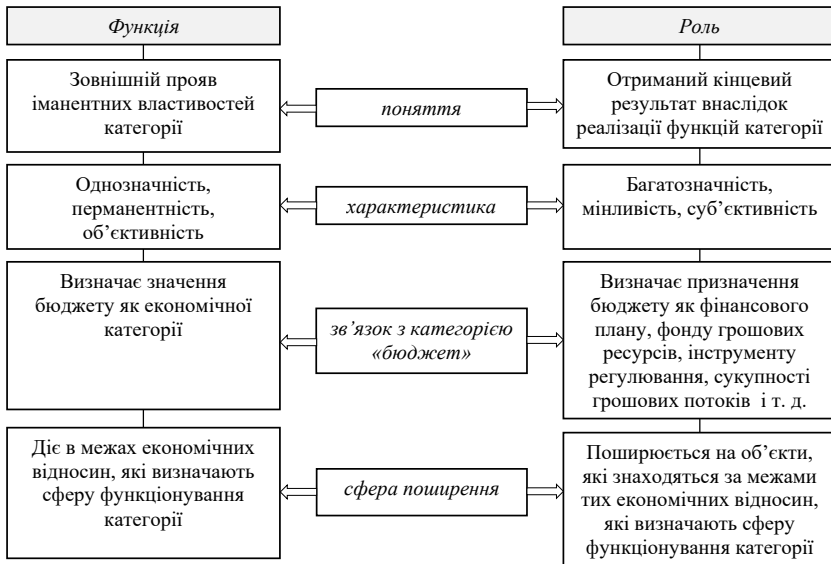 Функція
Роль
Зовнішній прояв
іманентних властивостей
категорії
поняття
Отриманий кінцевий
результат внаслідок
реалізації функцій категорії
Однозначність,
перманентність,
об’єктивність
характеристика
Багатозначність,
мінливість, суб’єктивність
Визначає значення
бюджету як економічної
категорії
зв’язок з категорією
«бюджет»
Визначає призначення
бюджету як фінансового
плану, фонду грошових
ресурсів, інструменту
регулювання, сукупності
грошових потоків і т. д.
Діє в межах економічних
відносин, які визначають
сферу функціонування
категорії
сфера поширення
Поширюється на об’єкти,
які знаходяться за межами
тих економічних відносин,
які визначають сферу
функціонування категорії